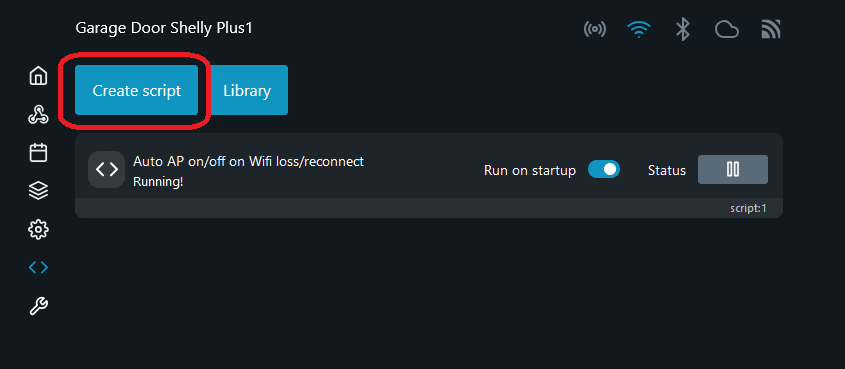 Garage Door Shelly Plus1
Create script
Library
Auto AP on/off on Wifi loss/reconnect
Running!
Run on startup
Status
script:1